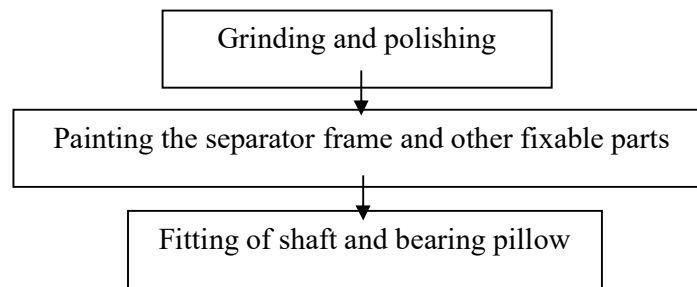 Grinding and polishing
Painting the separator frame and other fixable parts
Fitting of shaft and bearing pillow